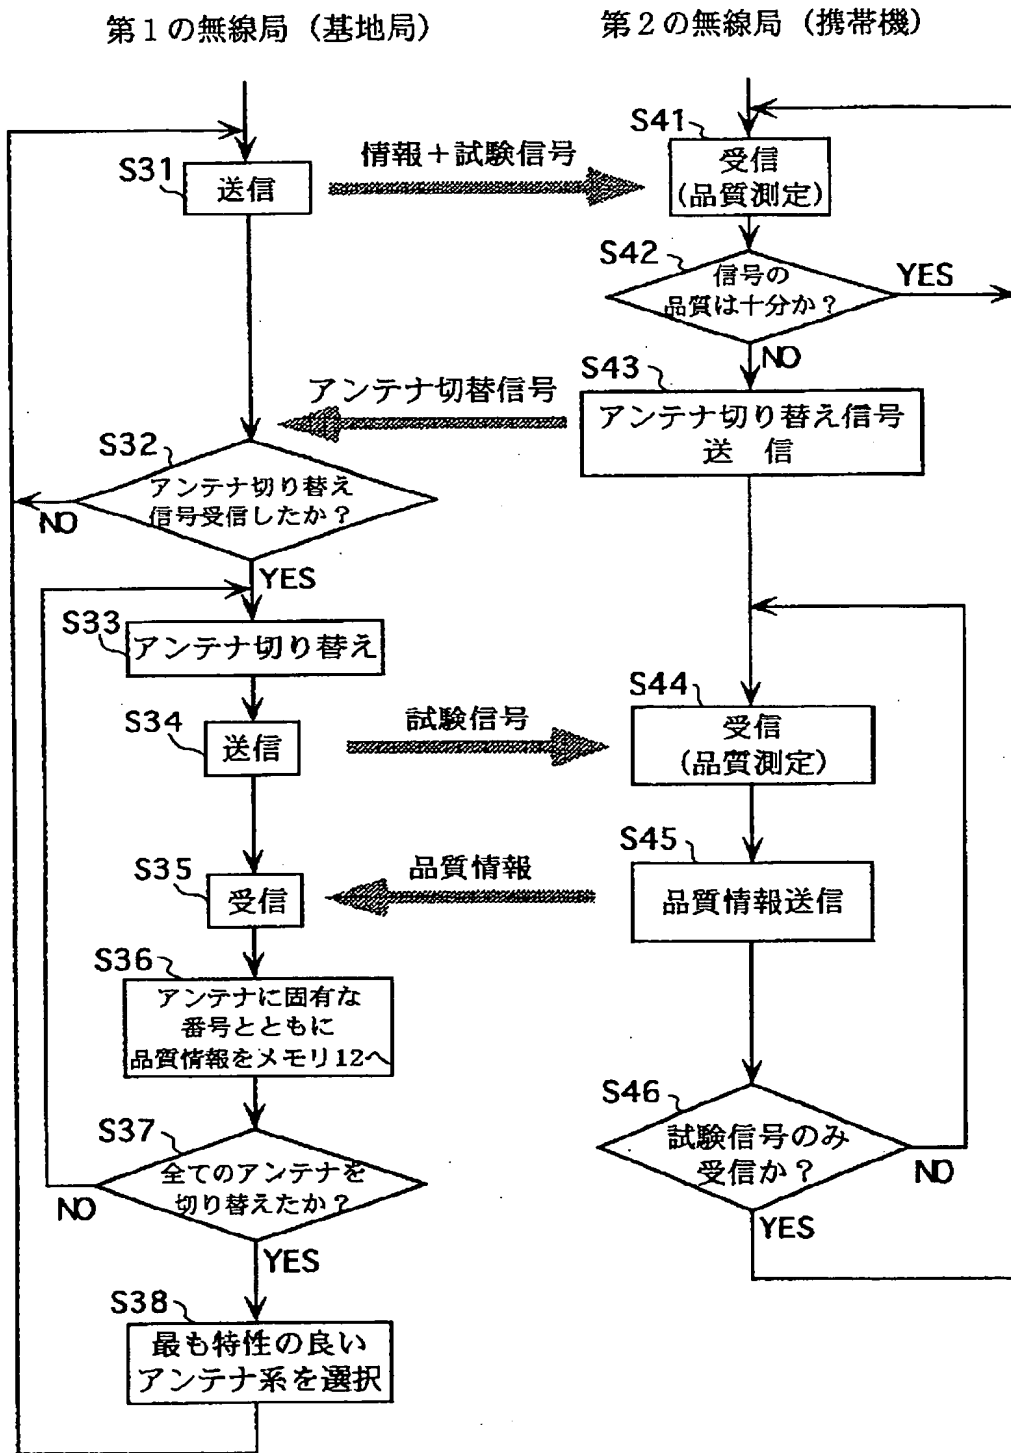 第1の無線局（基地局）
第2の無線局（携帯機）
S31
送信
情報＋試験信号
S41
受信
(品質測定)
S42
信号の
品質は十分か？
YES
NO
アンテナ切替信号
S43
アンテナ切り替え信号
送　信
S32
アンテナ切り替え
信号受信したか？
NO
YES
S33
アンテナ切り替え
S34
送信
試験信号
S44
受信
(品質測定)
S35
受信
品質情報
S45
品質情報送信
S36
アンテナに固有な
番号とともに
品質情報をメモリ12へ
S37
全てのアンテナを
切り替えたか？
NO
YES
S46
試験信号のみ
受信か？
NO
YES
S38
最も特性の良い
アンテナ系を選択